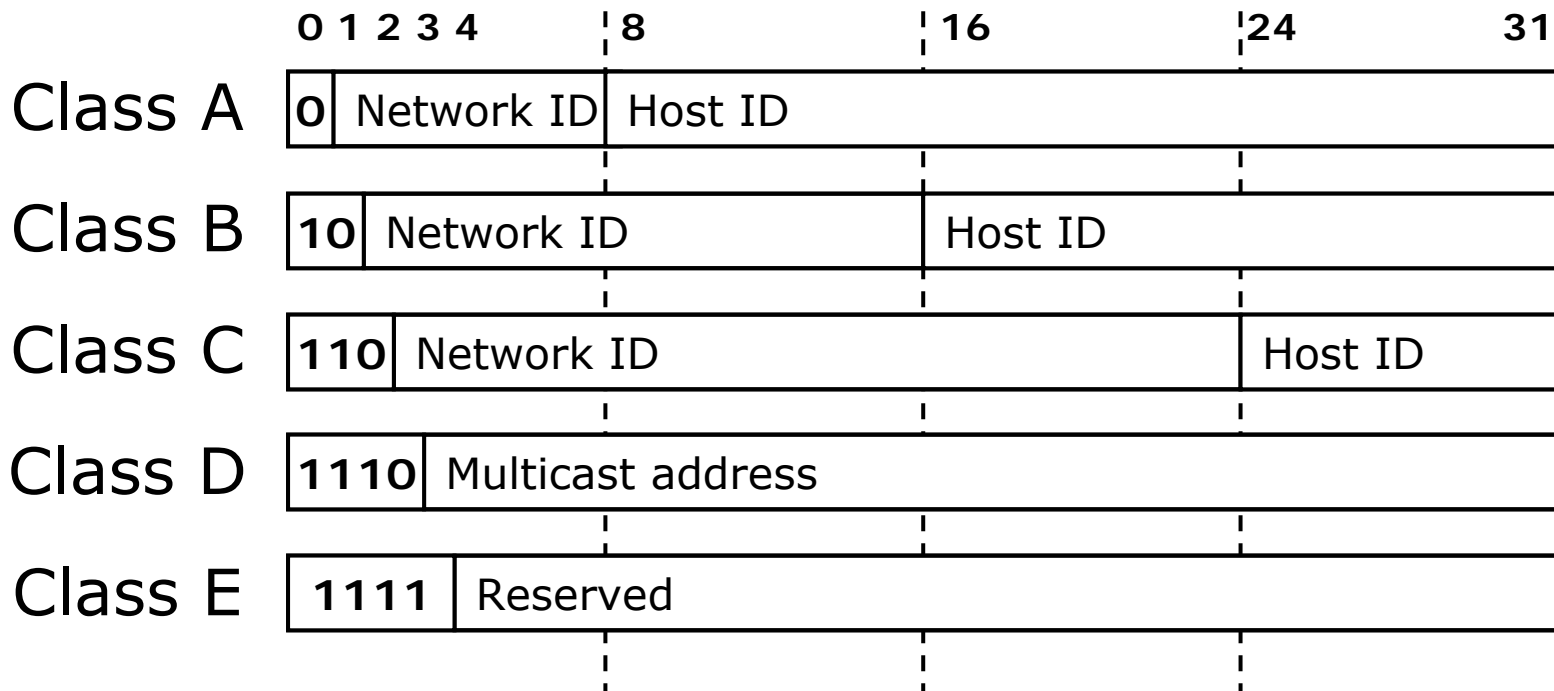 0 1 2 3 4 8 16 24 31
Class A 0 Network ID Host ID
Class B 10 Network ID Host ID
Class C 110 Network ID Host ID
Class D 1110 Multicast address
Class E 1111 Reserved